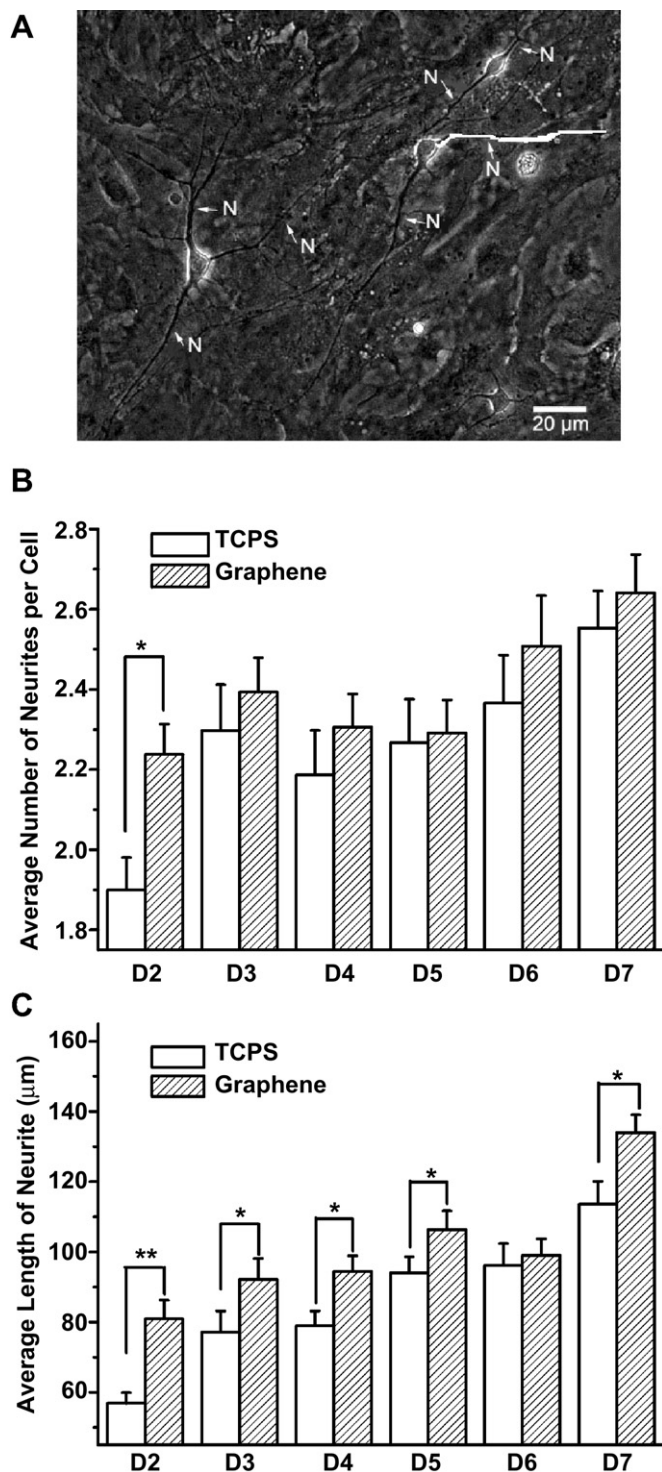 A
N
N
N
N
N
N
N
20 µm
B
Average Number of Neurites per Cell
2.8
2.6
2.4
2.2
2.0
1.8
TCPS
Graphene
*
D2 D3 D4 D5 D6 D7
C
Average Length of Neurite (µm)
160
140
120
100
80
60
TCPS
Graphene
**
*
*
*
*
D2 D3 D4 D5 D6 D7